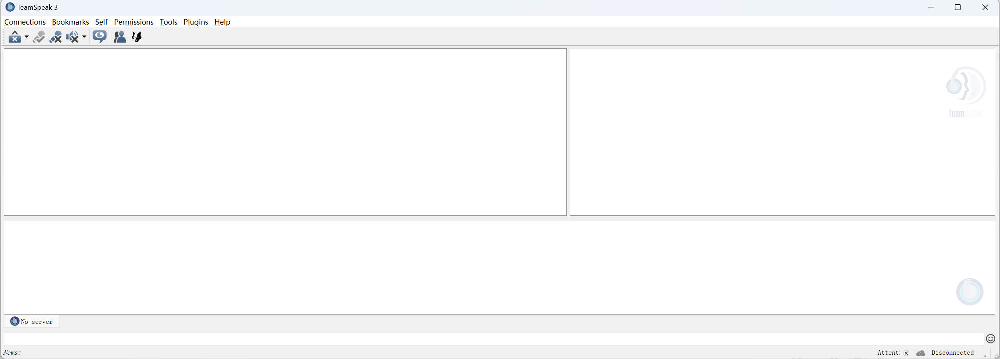 TeamSpeak 3
Connections Bookmarks Self Permissions Tools Plugins Help
teamspeak
No server
News:
Attent: Disconnected